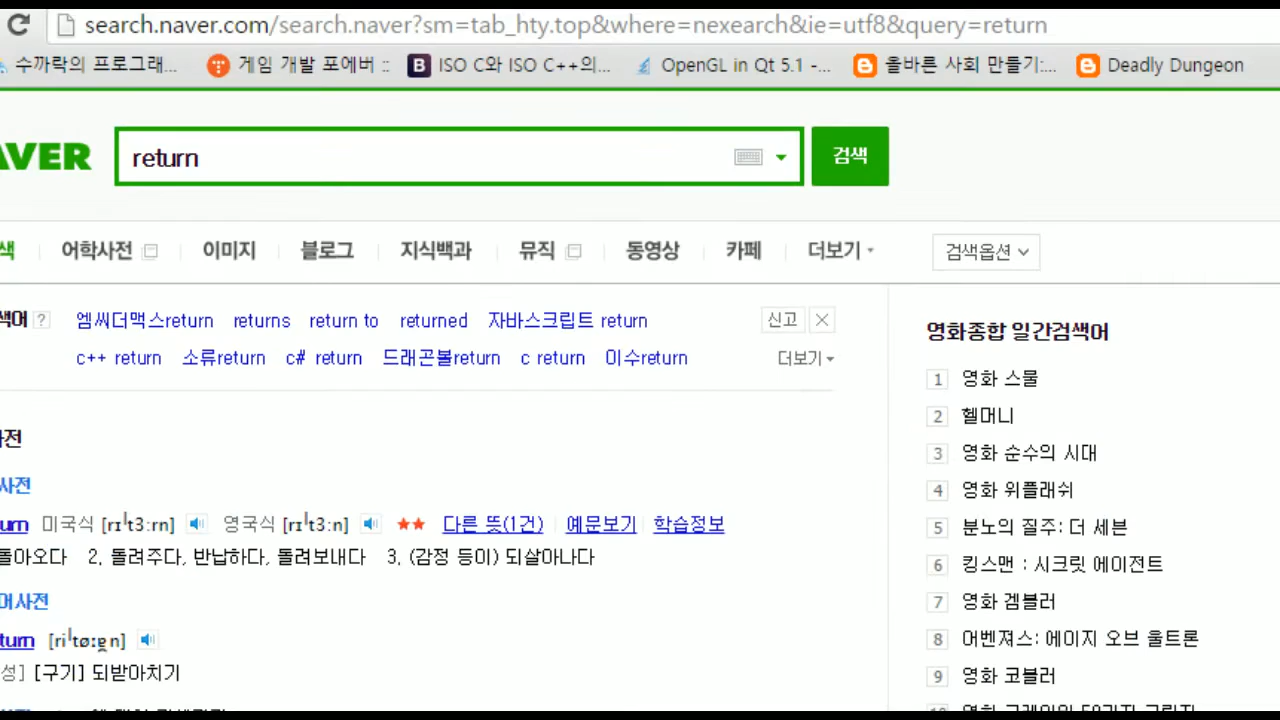 search.naver.com/search.naver?sm=tab_hty.top&where=nexearch&ie=utf8&query=return
수까락의 프로그래... 게임 개발 포에버 :: B ISO C와 ISO C++의... OpenGL in Qt 5.1 -... 올바른 사회 만들기:... Deadly Dungeon
AVER return 검색
색 어학사전 이미지 블로그 지식백과 뮤직 동영상 카페 더보기 검색옵션
색어 ? 엠씨더맥스return returns return to returned 자바스크립트 return 신고
c++ return 소류return c# return 드래곤볼return c return 이수return 더보기
영화종합 일간검색어
1 영화 스물
2 헬머니
3 영화 순수의 시대
4 영화 위플래쉬
5 분노의 질주: 더 세븐
6 킹스맨 : 시크릿 에이전트
7 영화 겜블러
8 어벤져스: 에이지 오브 울트론
9 영화 코블러
사전
사전
urn 미국식 [rɪˈtɜ:rn] 영국식 [rɪˈtɜ:n] ★★ 다른 뜻(1건) 예문보기 학습정보
돌아오다 2. 돌려주다, 반납하다, 돌려보내다 3. (감정 등이) 되살아나다
어사전
turn
성] [구기] 되받아치기